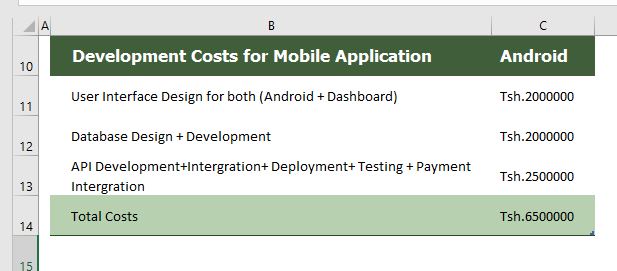 A B C
10 Development Costs for Mobile Application Android
11 User Interface Design for both (Android + Dashboard) Tsh.2000000
12 Database Design + Development Tsh.2000000
API Development+Intergration+ Deployment+ Testing + Payment
13 Intergration Tsh.2500000
14 Total Costs Tsh.6500000
15